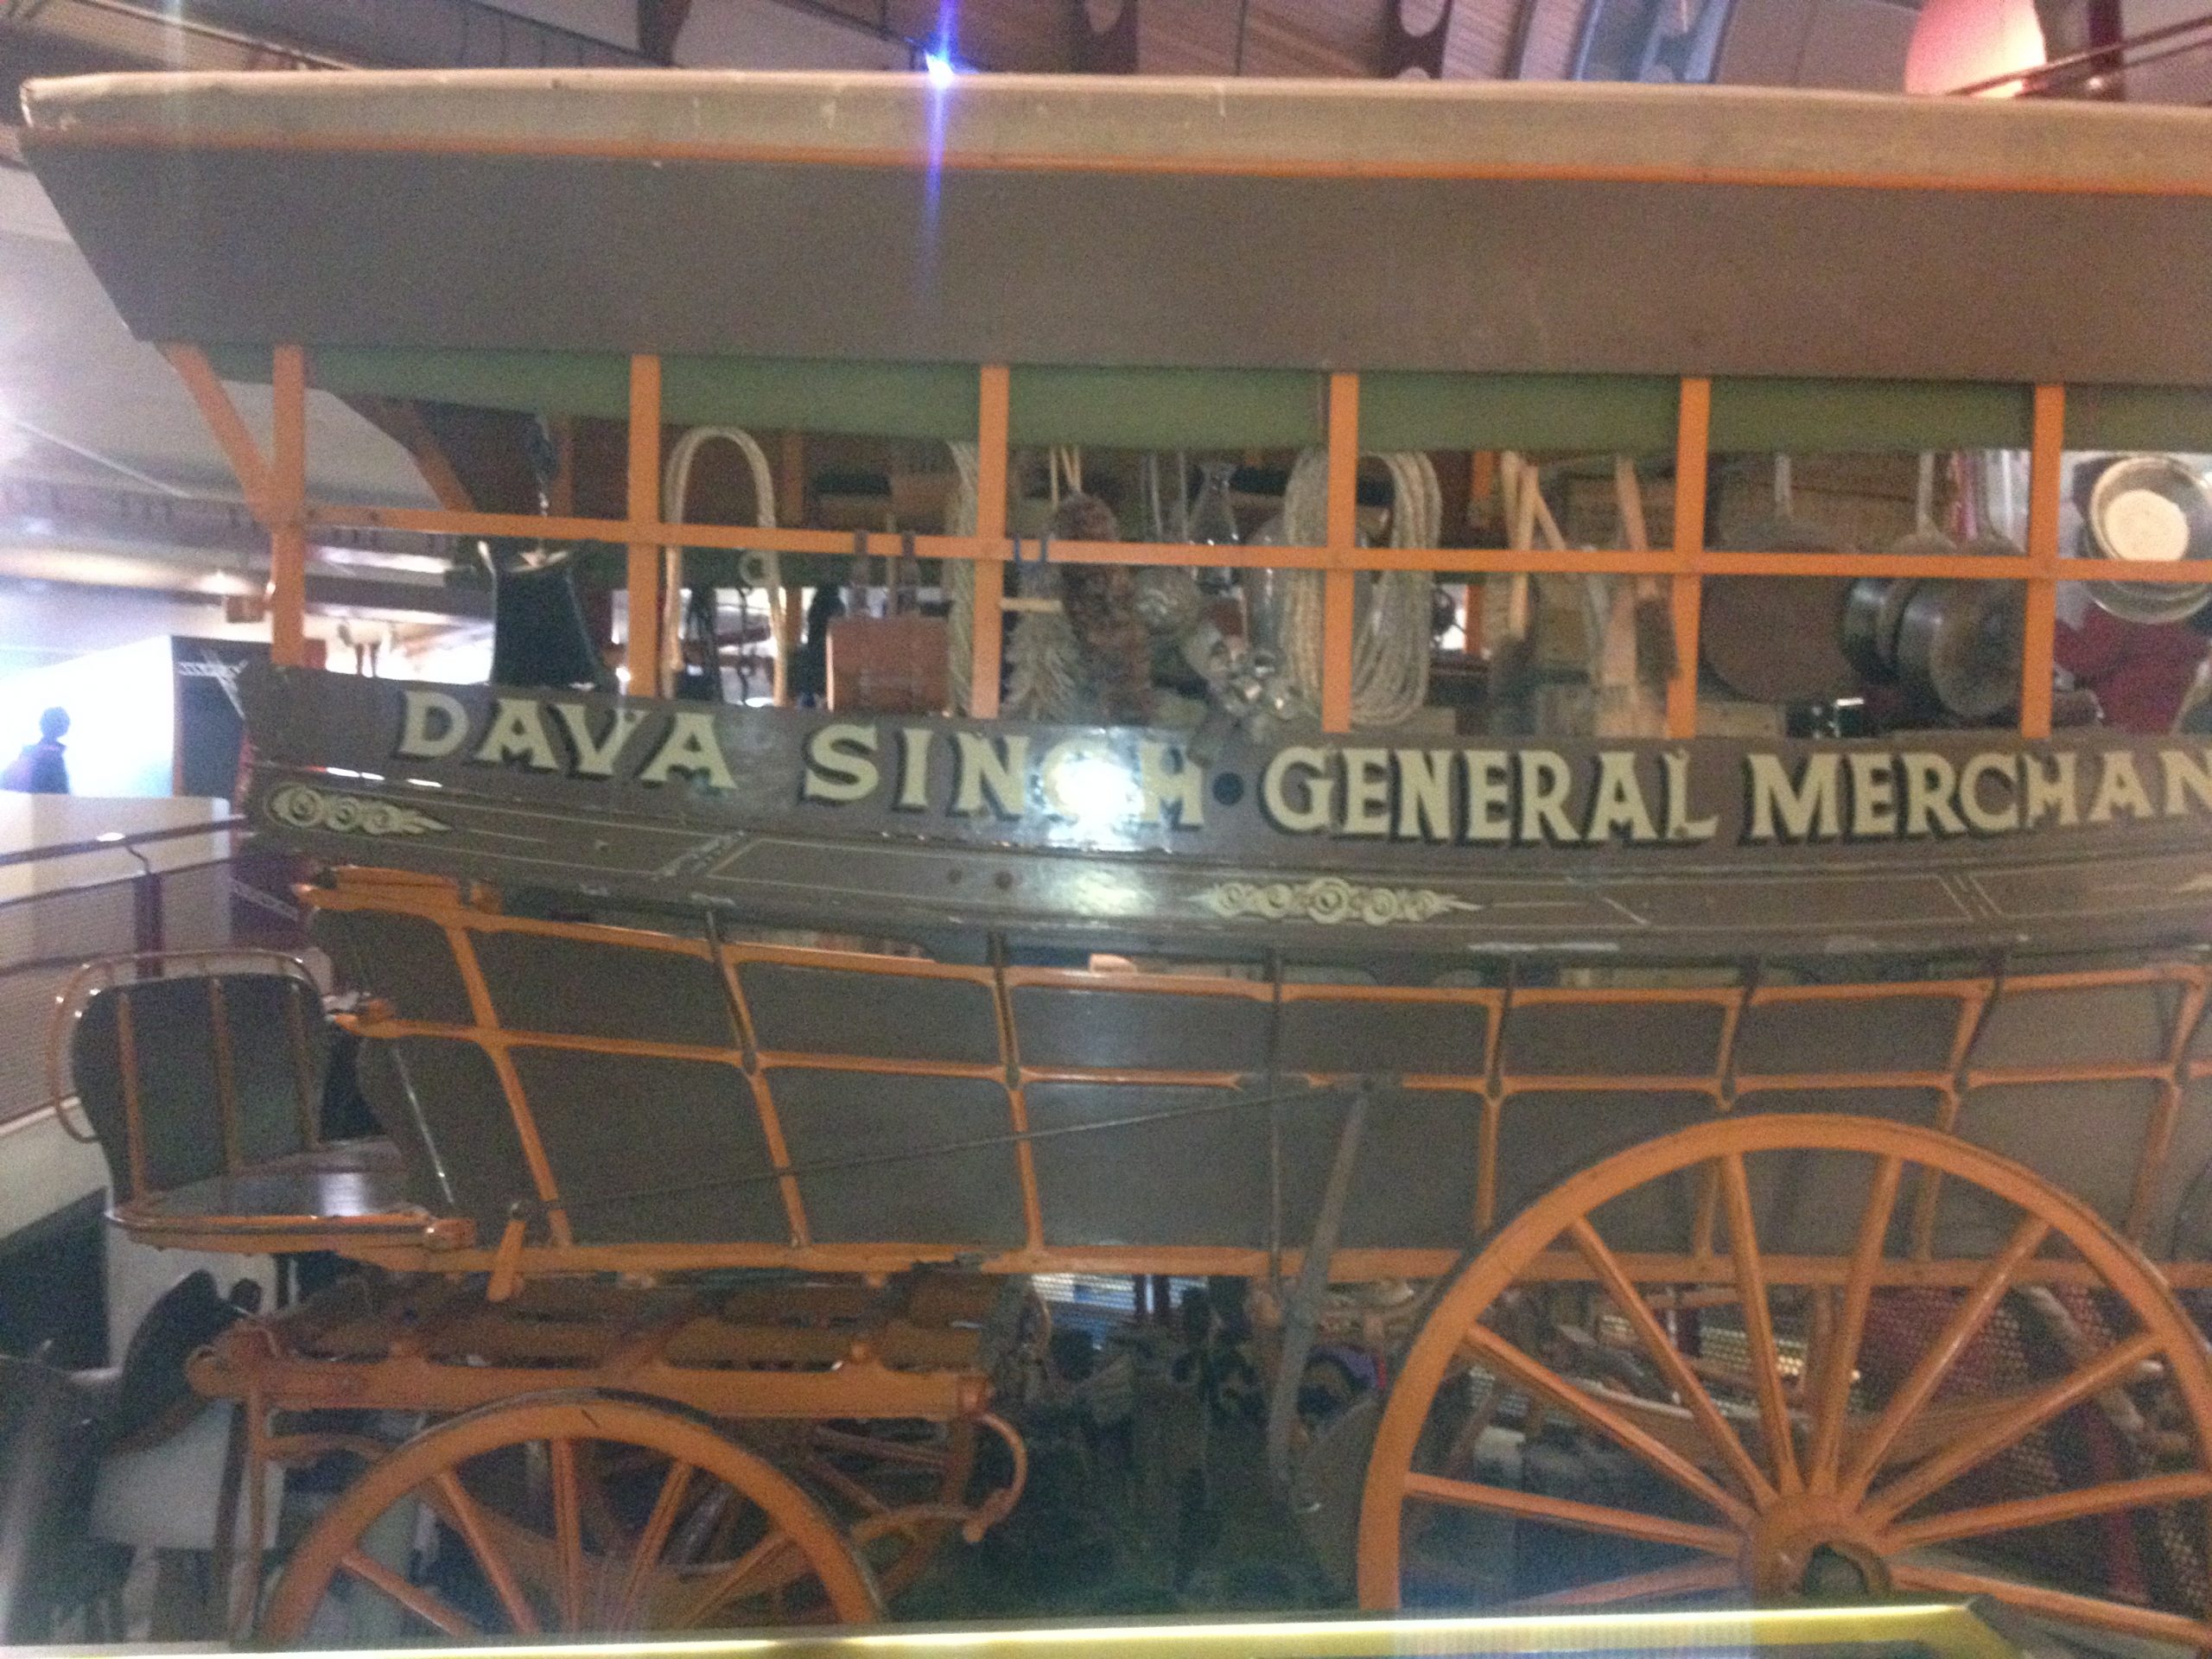 DAVA SINGH • GENERAL MERCHAN